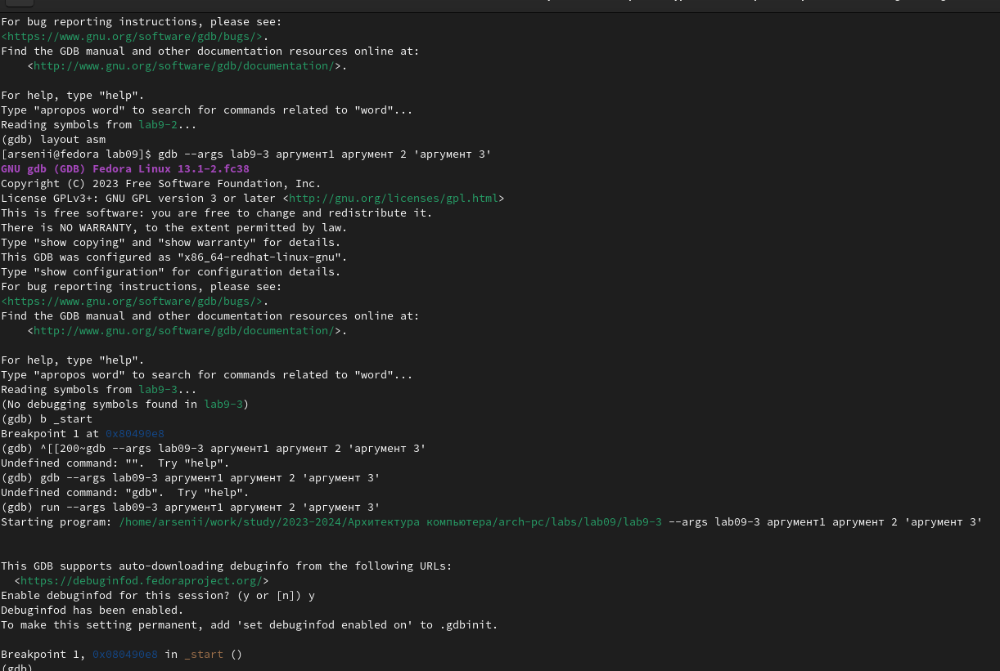 For bug reporting instructions, please see:
<https://www.gnu.org/software/gdb/bugs/>.
Find the GDB manual and other documentation resources online at:
    <http://www.gnu.org/software/gdb/documentation/>.

For help, type "help".
Type "apropos word" to search for commands related to "word"...
Reading symbols from lab9-2...
(gdb) layout asm
[arsenii@fedora lab09]$ gdb --args lab9-3 аргумент1 аргумент 2 'аргумент 3'
GNU gdb (GDB) Fedora Linux 13.1-2.fc38
Copyright (C) 2023 Free Software Foundation, Inc.
License GPLv3+: GNU GPL version 3 or later <http://gnu.org/licenses/gpl.html>
This is free software: you are free to change and redistribute it.
There is NO WARRANTY, to the extent permitted by law.
Type "show copying" and "show warranty" for details.
This GDB was configured as "x86_64-redhat-linux-gnu".
Type "show configuration" for configuration details.
For bug reporting instructions, please see:
<https://www.gnu.org/software/gdb/bugs/>.
Find the GDB manual and other documentation resources online at:
    <http://www.gnu.org/software/gdb/documentation/>.

For help, type "help".
Type "apropos word" to search for commands related to "word"...
Reading symbols from lab9-3...
(No debugging symbols found in lab9-3)
(gdb) b _start
Breakpoint 1 at 0x80490e8
(gdb) ^[[200~gdb --args lab09-3 аргумент1 аргумент 2 'аргумент 3'
Undefined command: "".  Try "help".
(gdb) gdb --args lab09-3 аргумент1 аргумент 2 'аргумент 3'
Undefined command: "gdb".  Try "help".
(gdb) run --args lab09-3 аргумент1 аргумент 2 'аргумент 3'
Starting program: /home/arsenii/work/study/2023-2024/Архитектура компьютера/arch-pc/labs/lab09/lab9-3 --args lab09-3 аргумент1 аргумент 2 'аргумент 3'

This GDB supports auto-downloading debuginfo from the following URLs:
  <https://debuginfod.fedoraproject.org/>
Enable debuginfod for this session? (y or [n]) y
Debuginfod has been enabled.
To make this setting permanent, add 'set debuginfod enabled on' to .gdbinit.

Breakpoint 1, 0x080490e8 in _start ()
(gdb)